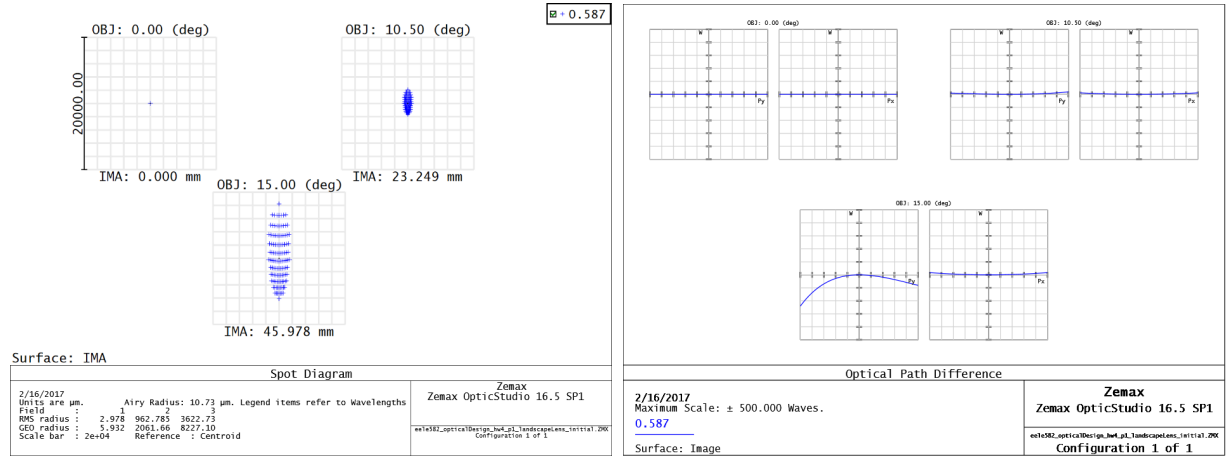 ☑ + 0.587
OBJ: 0.00 (deg)
OBJ: 10.50 (deg)
20000.00
IMA: 0.000 mm
IMA: 23.249 mm
OBJ: 15.00 (deg)
IMA: 45.978 mm
Surface: IMA
Spot Diagram
2/16/2017
Units are µm. Airy Radius: 10.73 µm. Legend items refer to Wavelengths
Field : 1 2 3
RMS radius : 2.978 962.785 3622.73
GEO radius : 5.932 2061.66 8227.10
Scale bar : 2e+04 Reference : Centroid
Zemax
Zemax OpticStudio 16.5 SP1
eele582_opticalDesign_hw4_p1_landscapeLens_initial.ZMX
Configuration 1 of 1
OBJ: 0.00 (deg)
W
Py
W
Px
OBJ: 10.50 (deg)
W
Py
W
Px
OBJ: 15.00 (deg)
W
Py
W
Px
Optical Path Difference
2/16/2017
Maximum Scale: ± 500.000 Waves.
0.587
Surface: Image
Zemax
Zemax OpticStudio 16.5 SP1
eele582_opticalDesign_hw4_p1_landscapeLens_initial.ZMX
Configuration 1 of 1